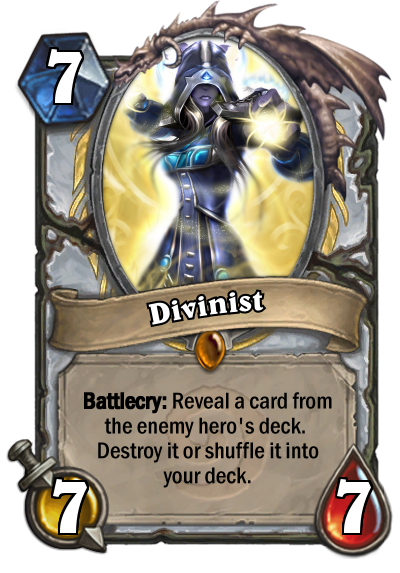 7
Divinist
Battlecry: Reveal a card from
the enemy hero's deck.
Destroy it or shuffle it into
your deck.
7
7